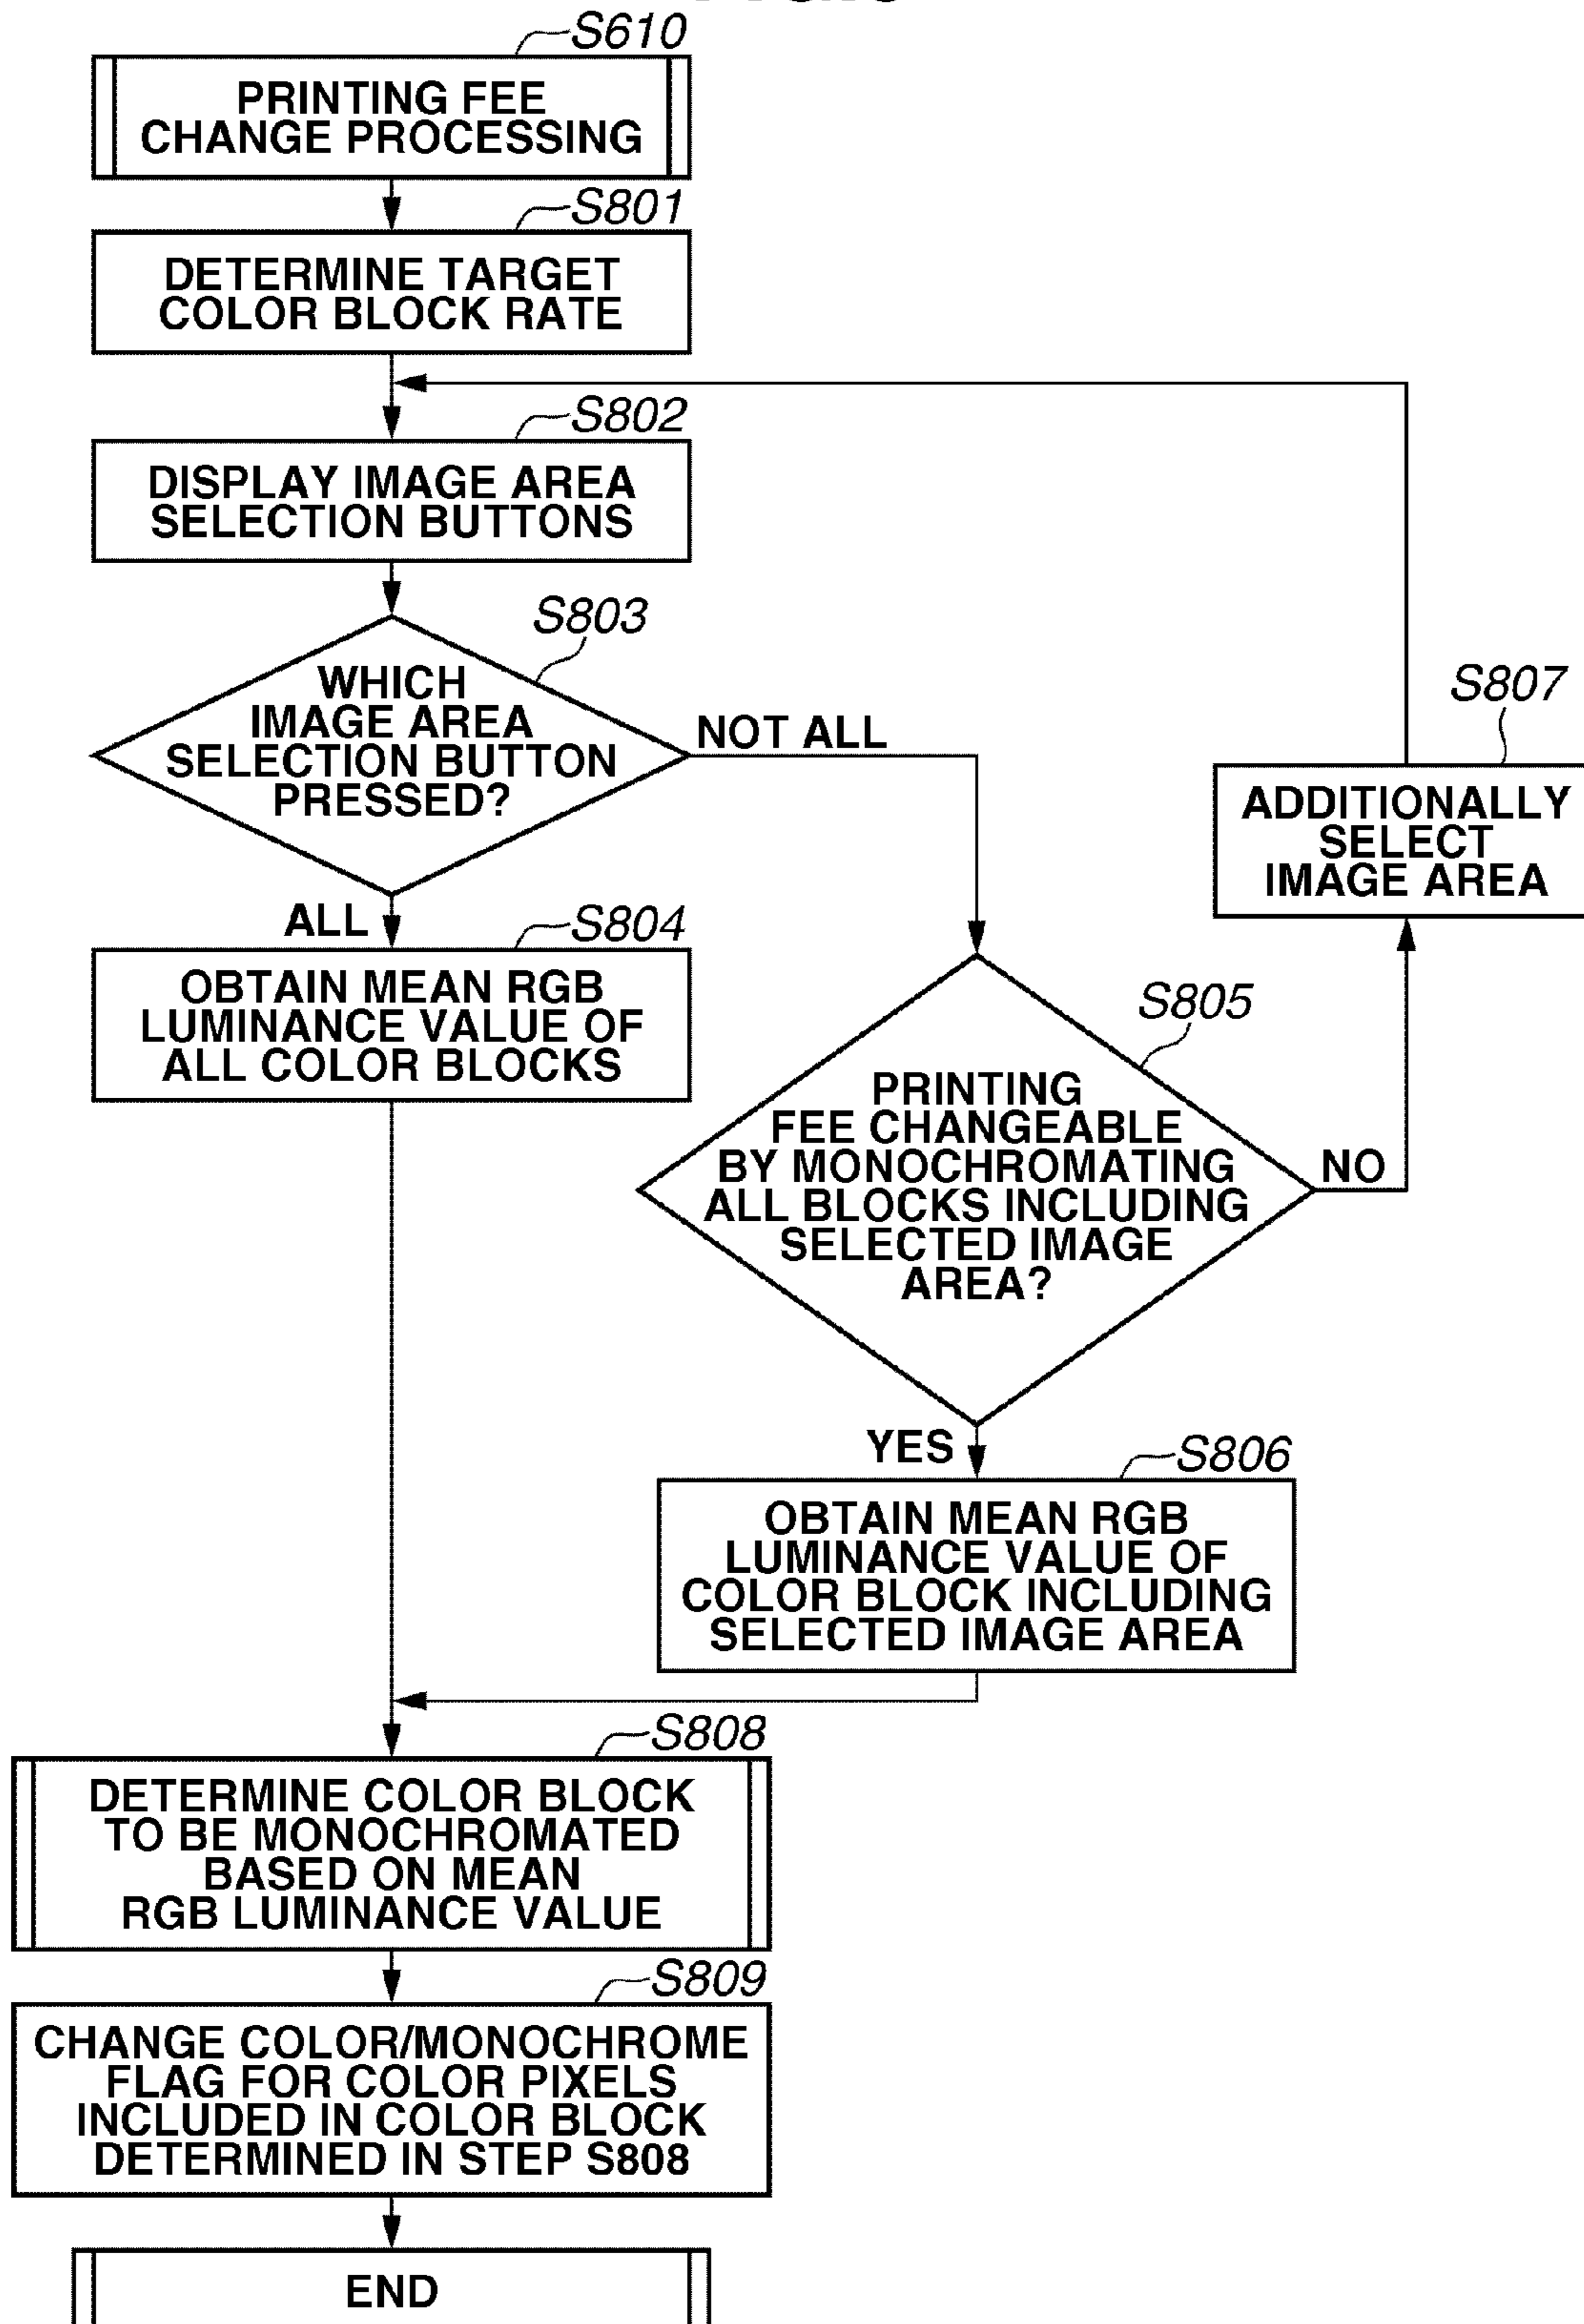 S610
PRINTING FEE
CHANGE PROCESSING
S801
DETERMINE TARGET
COLOR BLOCK RATE
S802
DISPLAY IMAGE AREA
SELECTION BUTTONS
S803
WHICH
IMAGE AREA
SELECTION BUTTON
PRESSED?
NOT ALL
S807
ADDITIONALLY
SELECT
IMAGE AREA
ALL
S804
OBTAIN MEAN RGB
LUMINANCE VALUE OF
ALL COLOR BLOCKS
S805
PRINTING
FEE CHANGEABLE
BY MONOCHROMATING
ALL BLOCKS INCLUDING
SELECTED IMAGE
AREA?
NO
YES
S806
OBTAIN MEAN RGB
LUMINANCE VALUE OF
COLOR BLOCK INCLUDING
SELECTED IMAGE AREA
S808
DETERMINE COLOR BLOCK
TO BE MONOCHROMATED
BASED ON MEAN
RGB LUMINANCE VALUE
S809
CHANGE COLOR/MONOCHROME
FLAG FOR COLOR PIXELS
INCLUDED IN COLOR BLOCK
DETERMINED IN STEP S808
END